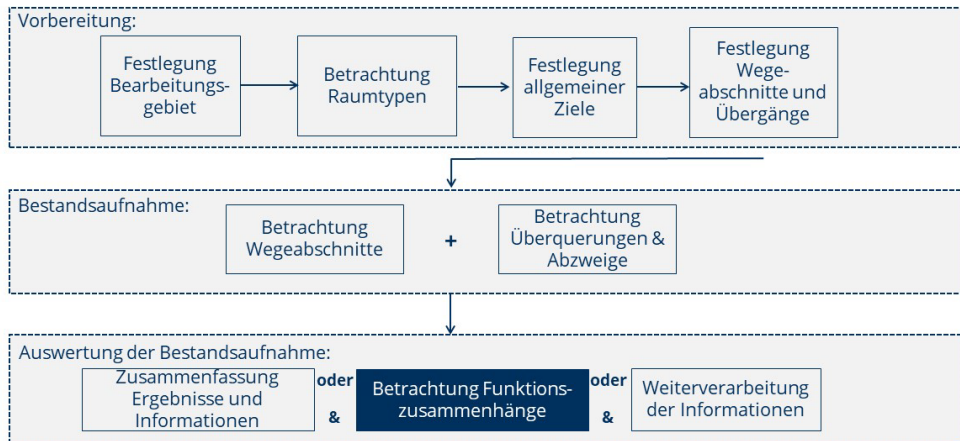 Vorbereitung:
Festlegung
Bearbeitungs-
gebiet
Betrachtung
Raumtypen
Festlegung
allgemeiner
Ziele
Festlegung
Wege-
abschnitte und
Übergänge
Bestandsaufnahme:
Betrachtung
Wegeabschnitte
+
Betrachtung
Überquerungen &
Abzweige
Auswertung der Bestandsaufnahme:
Zusammenfassung
Ergebnisse und
Informationen
oder
&
Betrachtung Funktions-
zusammenhänge
oder
&
Weiterverarbeitung
der Informationen